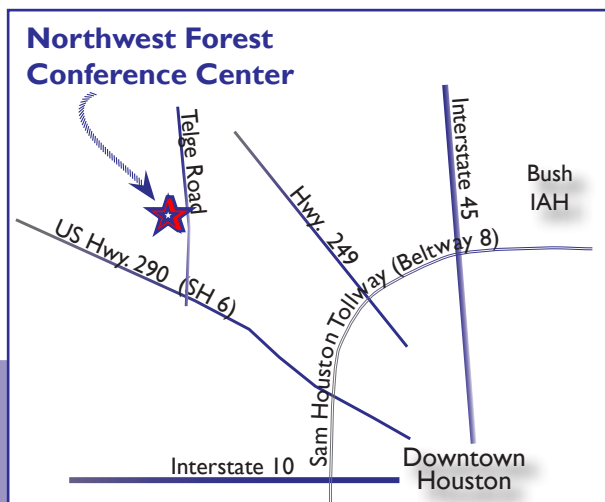 Northwest Forest
Conference Center
Telge Road
Interstate 45
Bush
IAH
Hwy. 249
US Hwy. 290 (SH 6)
Sam Houston Tollway (Beltway 8)
Interstate 10
Downtown
Houston